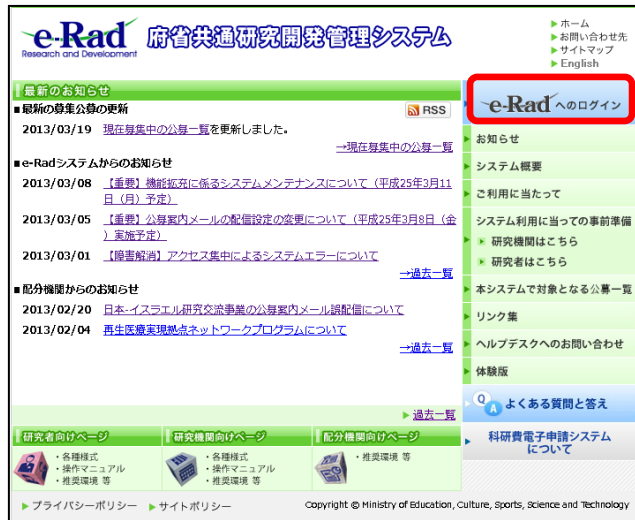 e-Rad
Research and Development
府省共通研究開発管理システム
ホーム
お問い合わせ先
サイトマップ
English
最新のお知らせ
■最新の募集公募の更新
RSS
2013/03/19 現在募集中の公募一覧を更新しました。
→現在募集中の公募一覧
■e-Radシステムからのお知らせ
2013/03/08 【重要】機能拡充に係るシステムメンテナンスについて（平成25年3月11
日（月）予定）
2013/03/05 【重要】公募案内メールの配信設定の変更について（平成25年3月8日（金
）実施予定）
2013/03/01 【障害解消】アクセス集中によるシステムエラーについて
→過去一覧
■配分機関からのお知らせ
2013/02/20 日本-イスラエル研究交流事業の公募案内メール誤配信について
2013/02/04 再生医療実現拠点ネットワークプログラムについて
→過去一覧
過去一覧
e-Radへのログイン
お知らせ
システム概要
ご利用に当たって
システム利用に当っての事前準備
研究機関はこちら
研究者はこちら
本システムで対象となる公募一覧
リンク集
ヘルプデスクへのお問い合わせ
体験版
Q A よくある質問と答え
科研費電子申請システム
について
研究者向けページ
・各種様式
・操作マニュアル
・推奨環境 等
研究機関向けページ
・各種様式
・操作マニュアル
・推奨環境 等
配分機関向けページ
・推奨環境 等
プライバシーポリシー
サイトポリシー
Copyright © Ministry of Education, Culture, Sports, Science and Technology